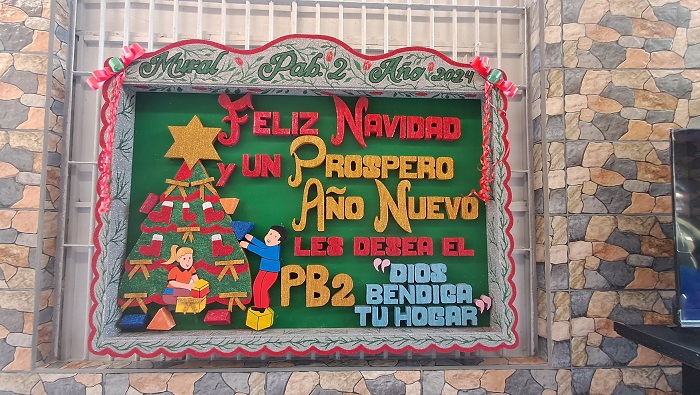 Mural Pab. 2 Año 2024
Feliz Navidad
y un Prospero
Año Nuevo
les desea el
PB2 "Dios
Bendiga
tu Hogar"